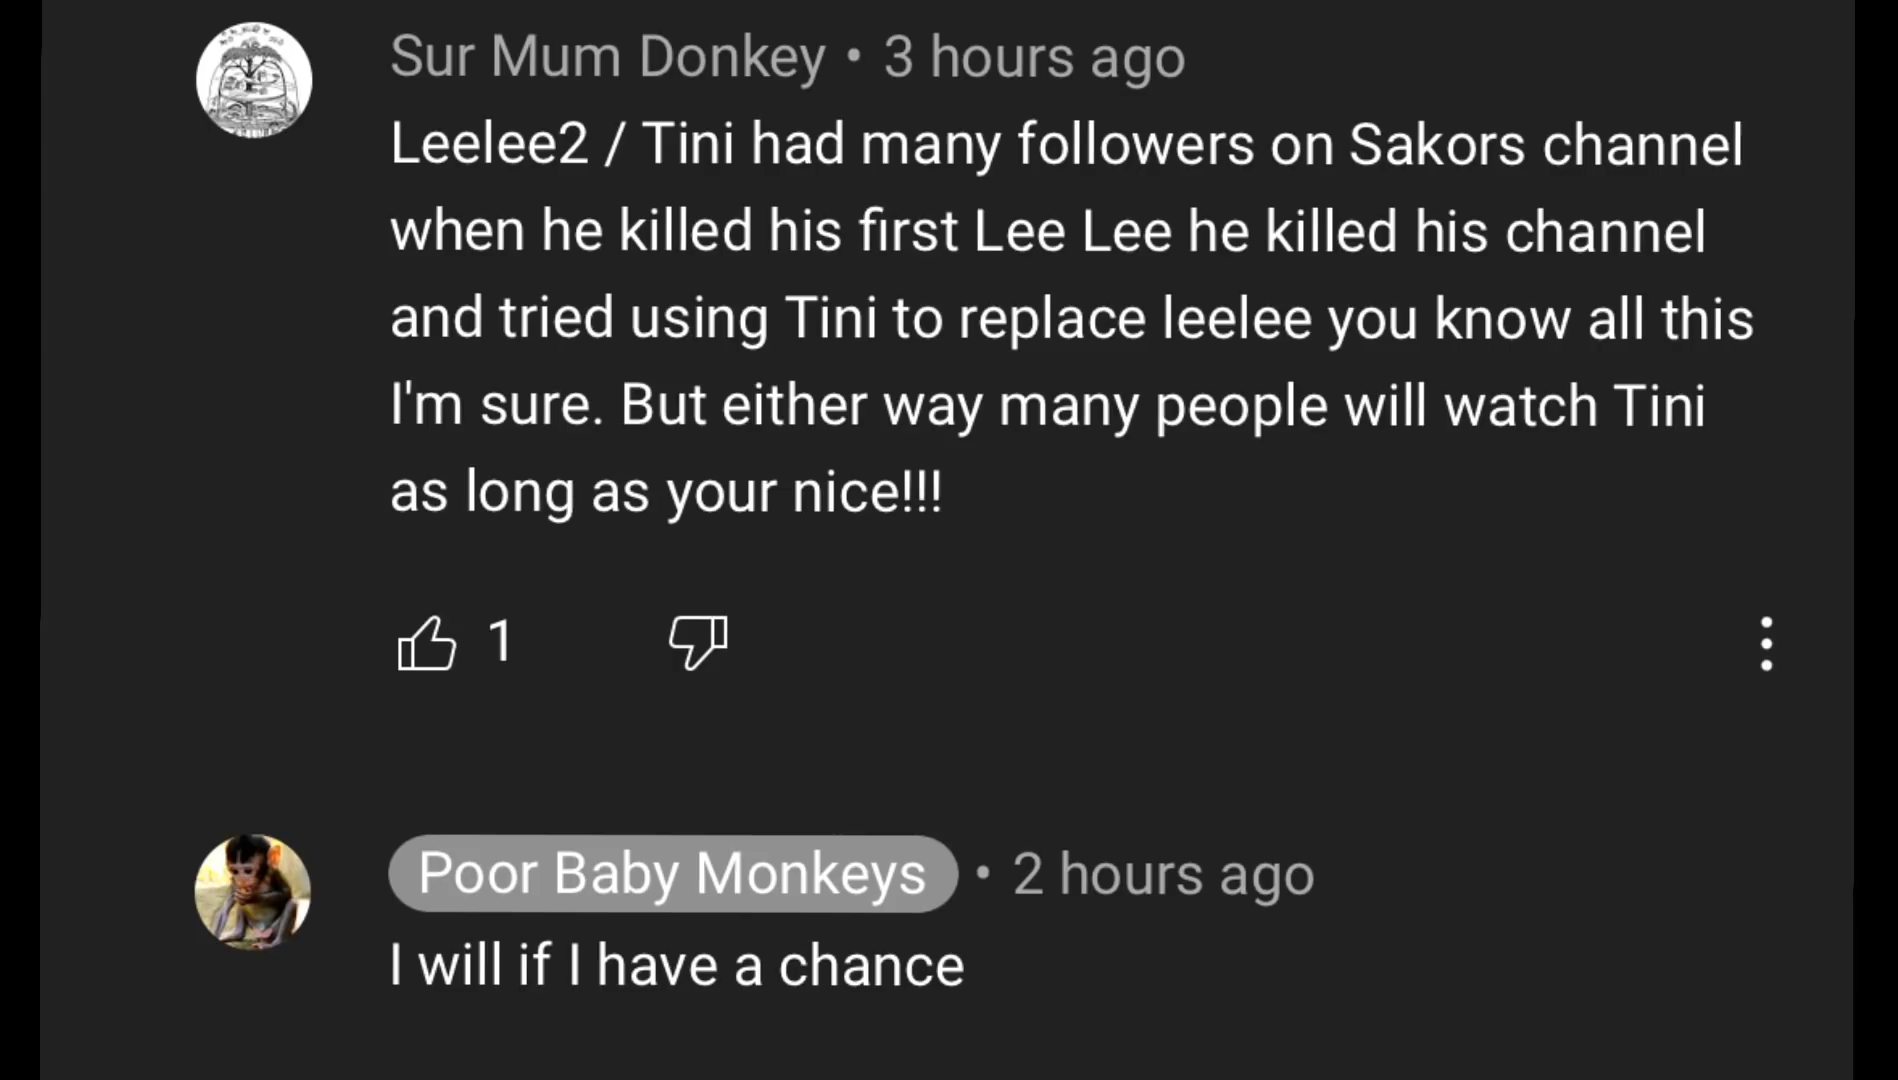 Sur Mum Donkey • 3 hours ago
Leelee2 / Tini had many followers on Sakors channel
when he killed his first Lee Lee he killed his channel
and tried using Tini to replace leelee you know all this
I'm sure. But either way many people will watch Tini
as long as your nice!!!
1
Poor Baby Monkeys • 2 hours ago
I will if I have a chance